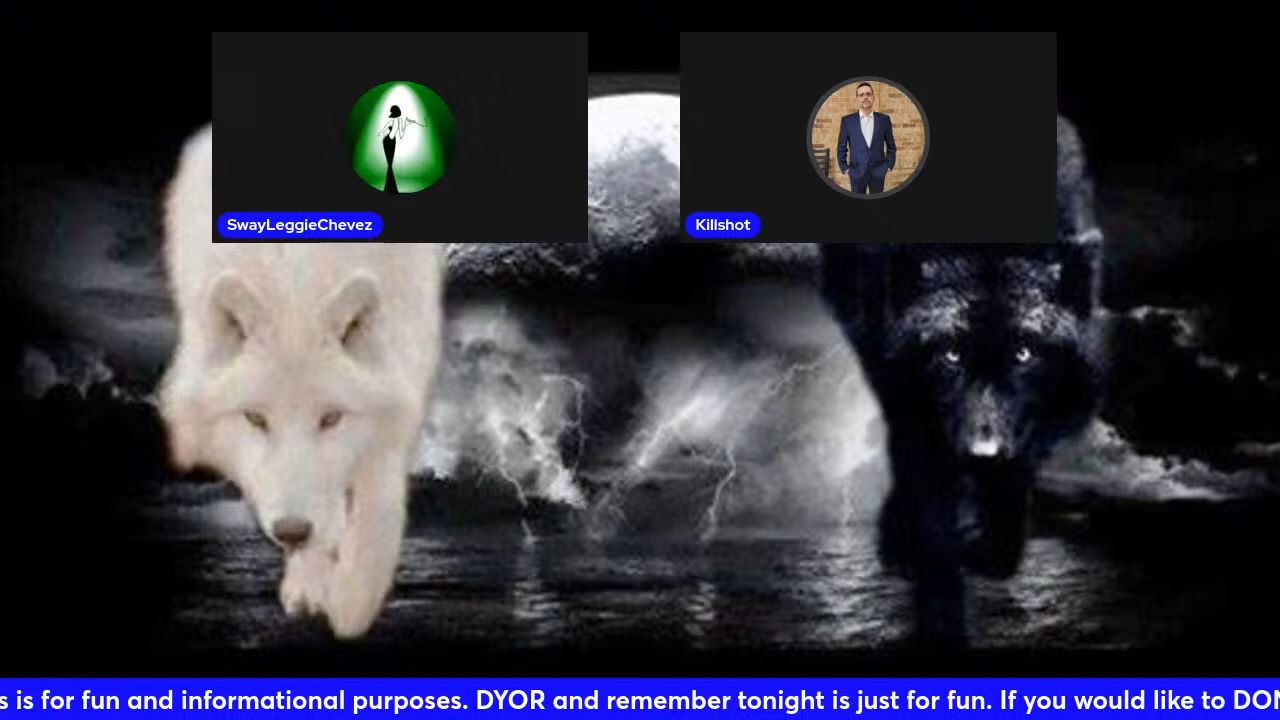 SwayLeggieChevez
Killshot
is for fun and informational purposes. DYOR and remember tonight is just for fun. If you would like to